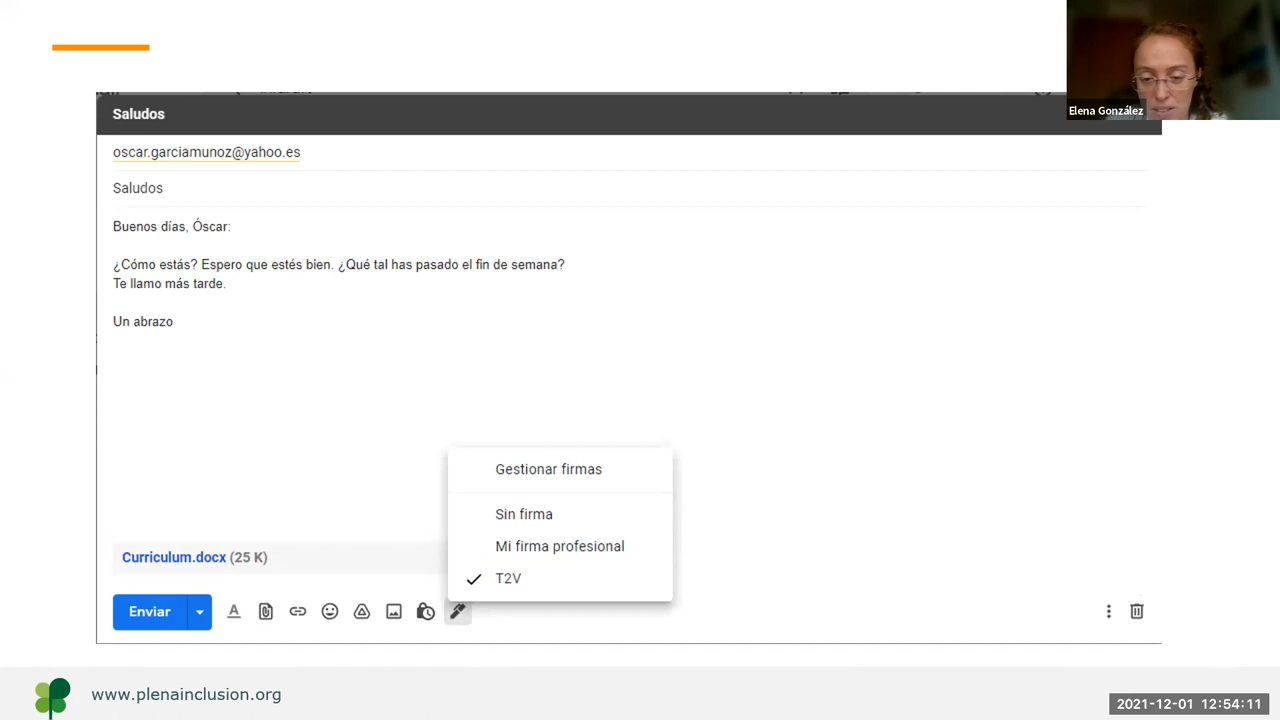 Elena González
Saludos
oscar.garciamunoz@yahoo.es
Saludos
Buenos días, Óscar:
¿Cómo estás? Espero que estés bien. ¿Qué tal has pasado el fin de semana?
Te llamo más tarde.
Un abrazo
Gestionar firmas
Sin firma
Mi firma profesional
T2V
Curriculum.docx (25 K)
Enviar
www.plenainclusion.org
2021-12-01 12:54:11